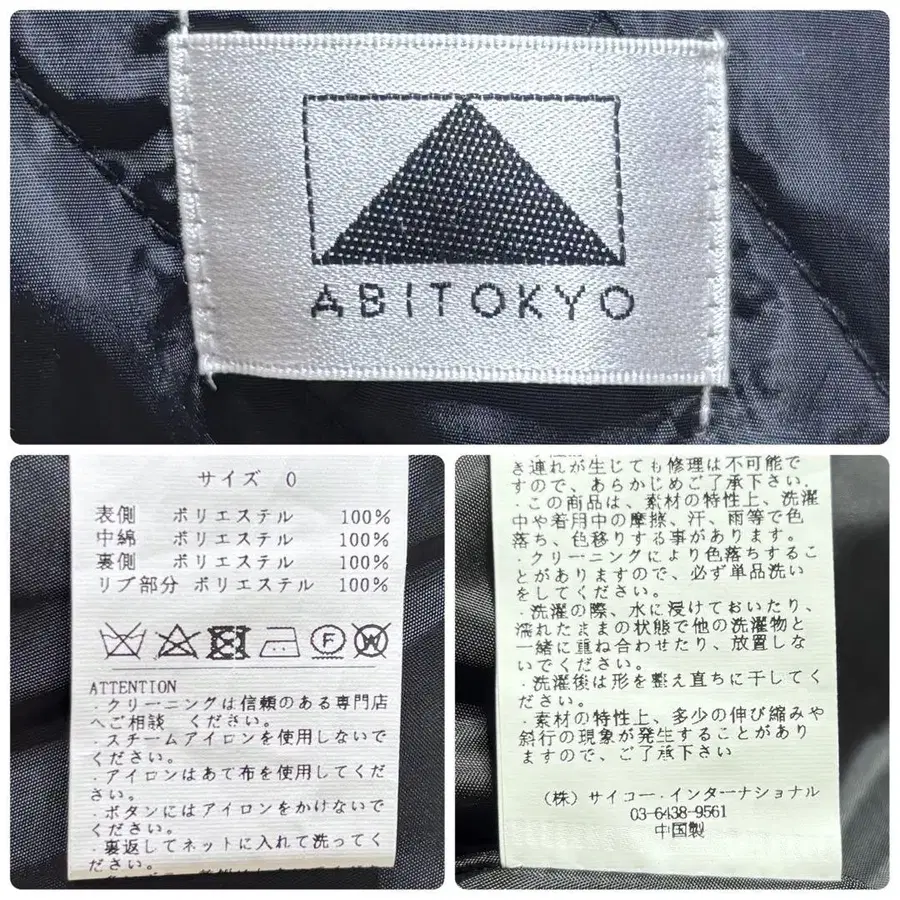 ABITOKYO
サイズ 0
表側 ポリエステル 100%
中綿 ポリエステル 100%
裏側 ポリエステル 100%
リブ部分 ポリエステル 100%
F
W
ATTENTION
・クリーニングは信頼のある専門店
へご相談 ください。
・スチームアイロンを使用しないで
ください。
・アイロンはあて布を使用してくだ
さい。
・ボタンにはアイロンをかけないで
ください。
・裏返してネットに入れて洗ってく
ださい。
き連れが生じても修理は不可能で
すので、あらかじめご了承下さい.
・この商品は、素材の特性上、洗濯
中や着用中の摩擦、汗、雨等で色
落ち、色移りする事があります。
・クリーニングにより色落ちするこ
とがありますので、必ず単品洗い
をしてください。
・洗濯の際、水に浸けておいたり、
濡れたままの状態で他の洗濯物と
一緒に重ね合わせたり、放置しな
いでください。
・洗濯後は形を整え直ちに干してく
ださい。
・素材の特性上、多少の伸び縮みや
斜行の現象が発生することがあり
ますので、ご了承下さい
（株）サイコー.インターナショナル
03-6438-9561
中国製